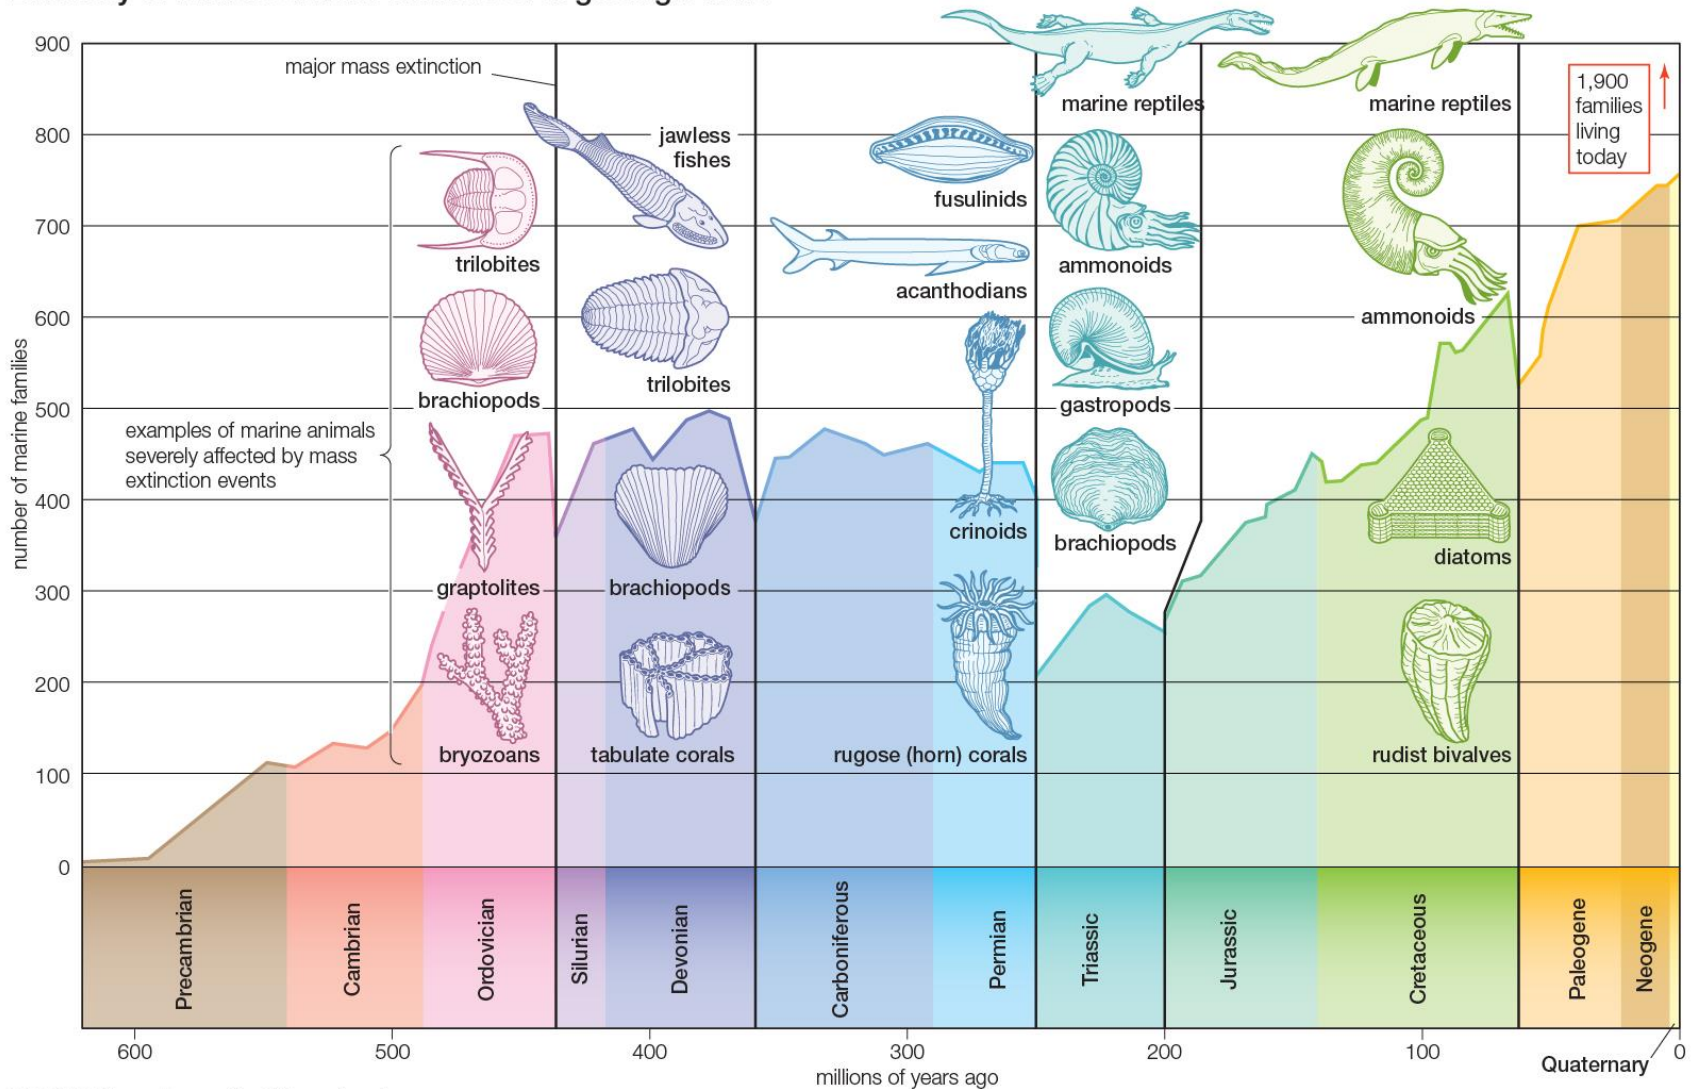 major mass extinction
marine reptiles
marine reptiles
1,900
families
living
today
jawless
fishes
fusulinids
trilobites
ammonoids
acanthodians
ammonoids
trilobites
brachiopods
gastropods
examples of marine animals
severely affected by mass
extinction events
crinoids
brachiopods
diatoms
graptolites
brachiopods
bryozoans
tabulate corals
rugose (horn) corals
rudist bivalves
number of marine families
900
800
700
600
500
400
300
200
100
0
Precambrian
Cambrian
Ordovician
Silurian
Devonian
Carboniferous
Permian
Triassic
Jurassic
Cretaceous
Paleogene
Neogene
Quaternary
600
500
400
300
200
100
0
millions of years ago